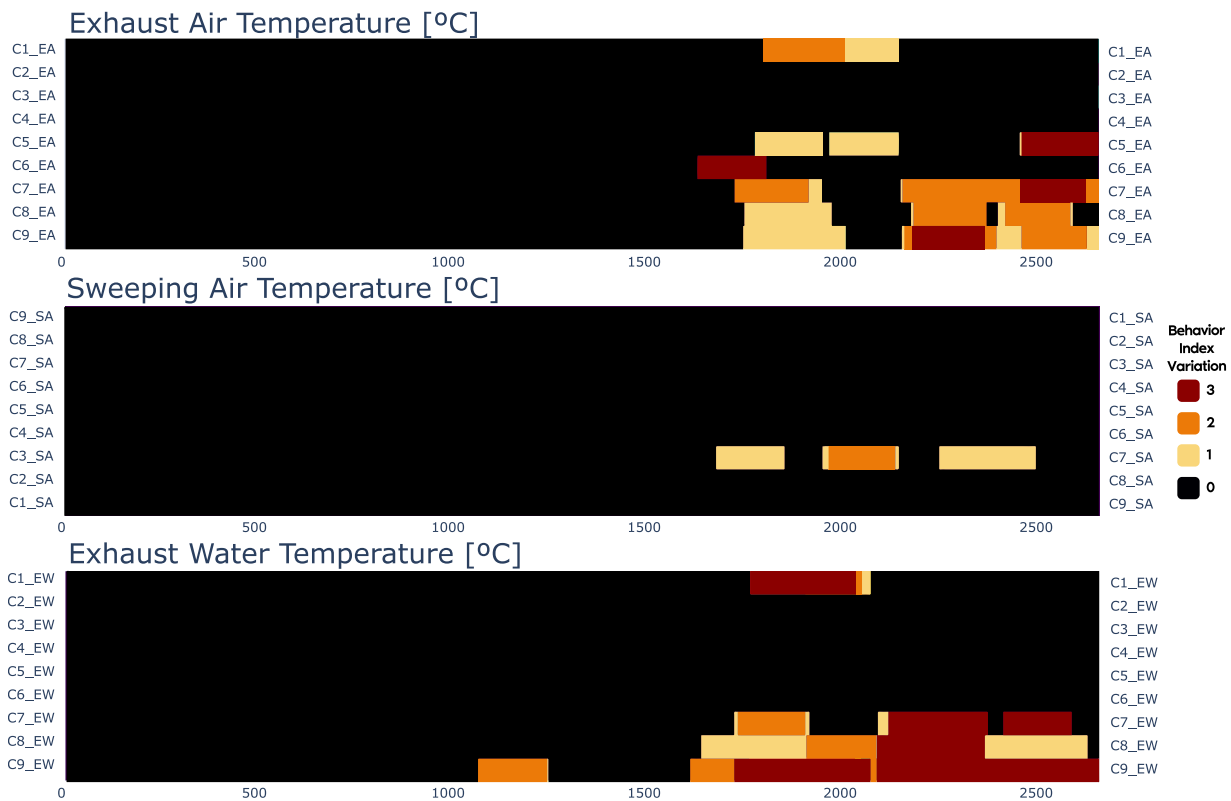 Exhaust Air Temperature [ºC]
C1_EA
C2_EA
C3_EA
C4_EA
C5_EA
C6_EA
C7_EA
C8_EA
C9_EA
C1_EA
C2_EA
C3_EA
C4_EA
C5_EA
C6_EA
C7_EA
C8_EA
C9_EA
0 500 1000 1500 2000 2500
Sweeping Air Temperature [ºC]
C9_SA
C8_SA
C7_SA
C6_SA
C5_SA
C4_SA
C3_SA
C2_SA
C1_SA
C1_SA
C2_SA
C3_SA
C4_SA
C5_SA
C6_SA
C7_SA
C8_SA
C9_SA
0 500 1000 1500 2000 2500
Behavior
Index
Variation
3
2
1
0
Exhaust Water Temperature [ºC]
C1_EW
C2_EW
C3_EW
C4_EW
C5_EW
C6_EW
C7_EW
C8_EW
C9_EW
C1_EW
C2_EW
C3_EW
C4_EW
C5_EW
C6_EW
C7_EW
C8_EW
C9_EW
0 500 1000 1500 2000 2500